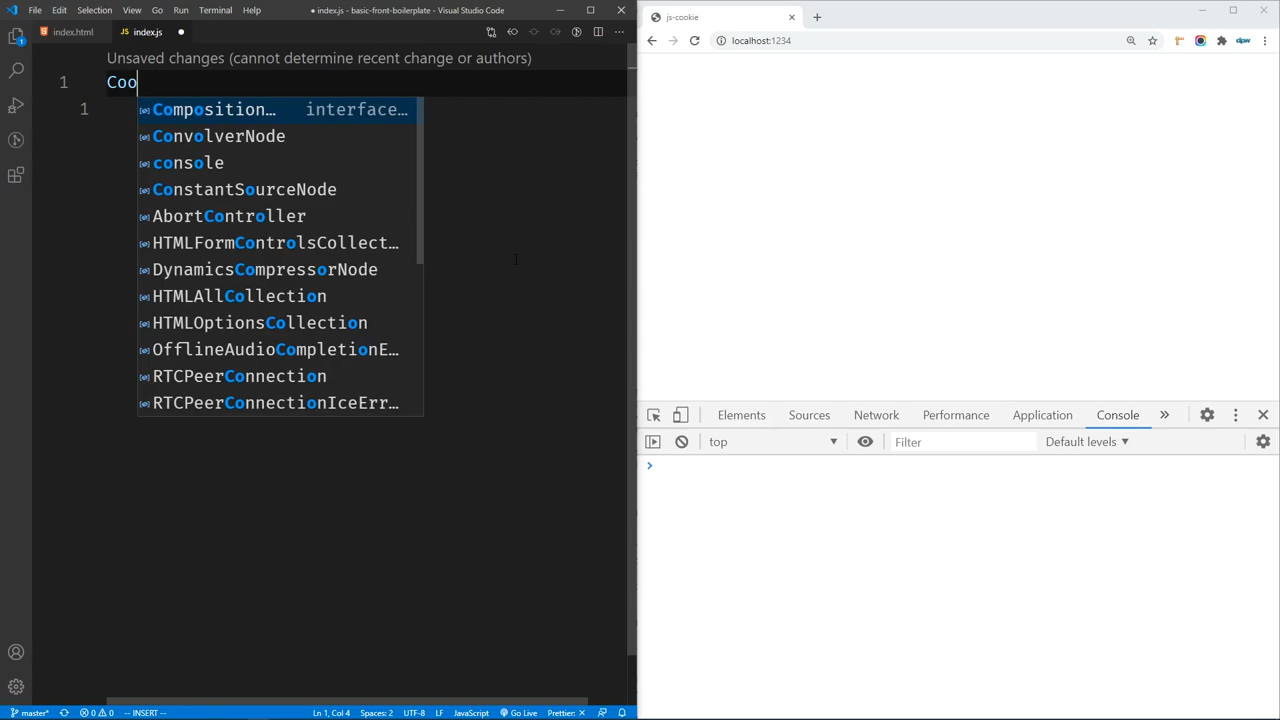 File Edit Selection View Go Run Terminal Help
● index.js - basic-front-boilerplate - Visual Studio Code
index.html
JS index.js ●
Unsaved changes (cannot determine recent change or authors)
1 Coo
1
Composition… interface…
ConvolverNode
console
ConstantSourceNode
AbortController
HTMLFormControlsCollect…
DynamicsCompressorNode
HTMLAllCollection
HTMLOptionsCollection
OfflineAudioCompletionE…
RTCPeerConnection
RTCPeerConnectionIceErr…
1
master* 0 0 -- INSERT -- Ln 1, Col 4 Spaces: 2 UTF-8 LF JavaScript Go Live Prettier:
js-cookie
localhost:1234
dpw
Elements Sources Network Performance Application Console
top Filter Default levels